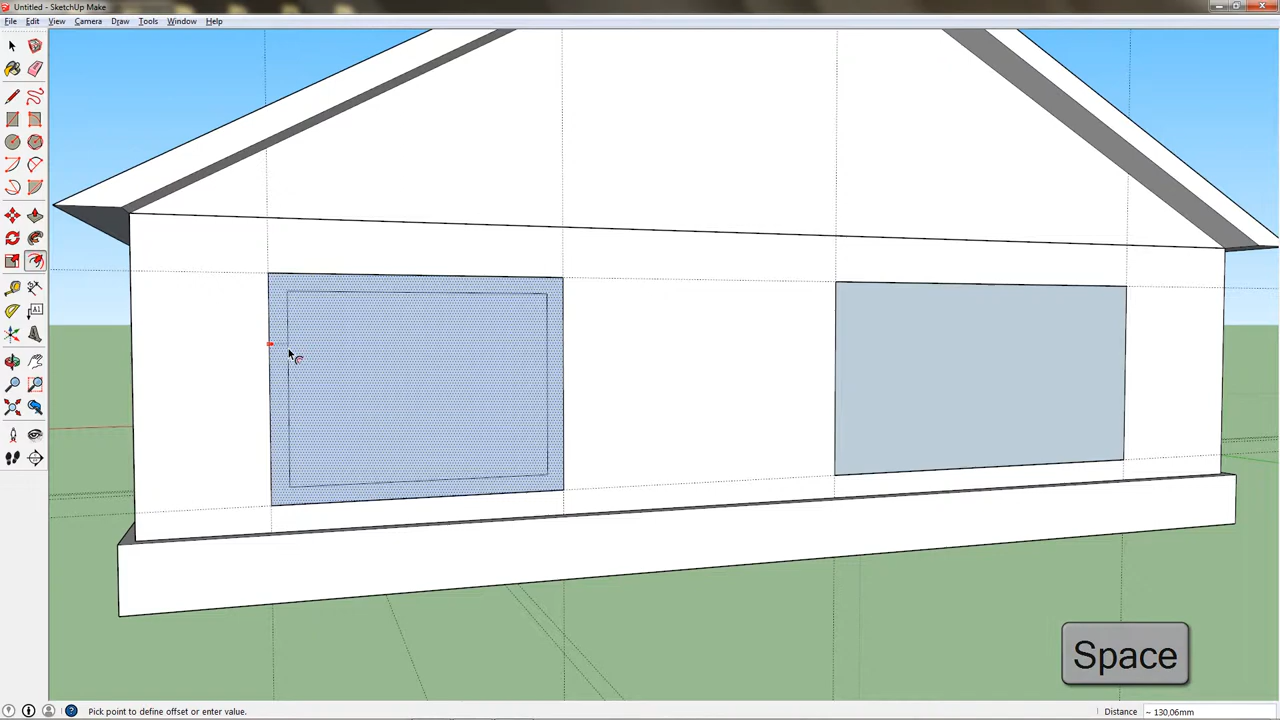 Untitled - SketchUp Make
File Edit View Camera Draw Tools Window Help
A1
Space
Pick point to define offset or enter value.
Distance ~ 130,06mm